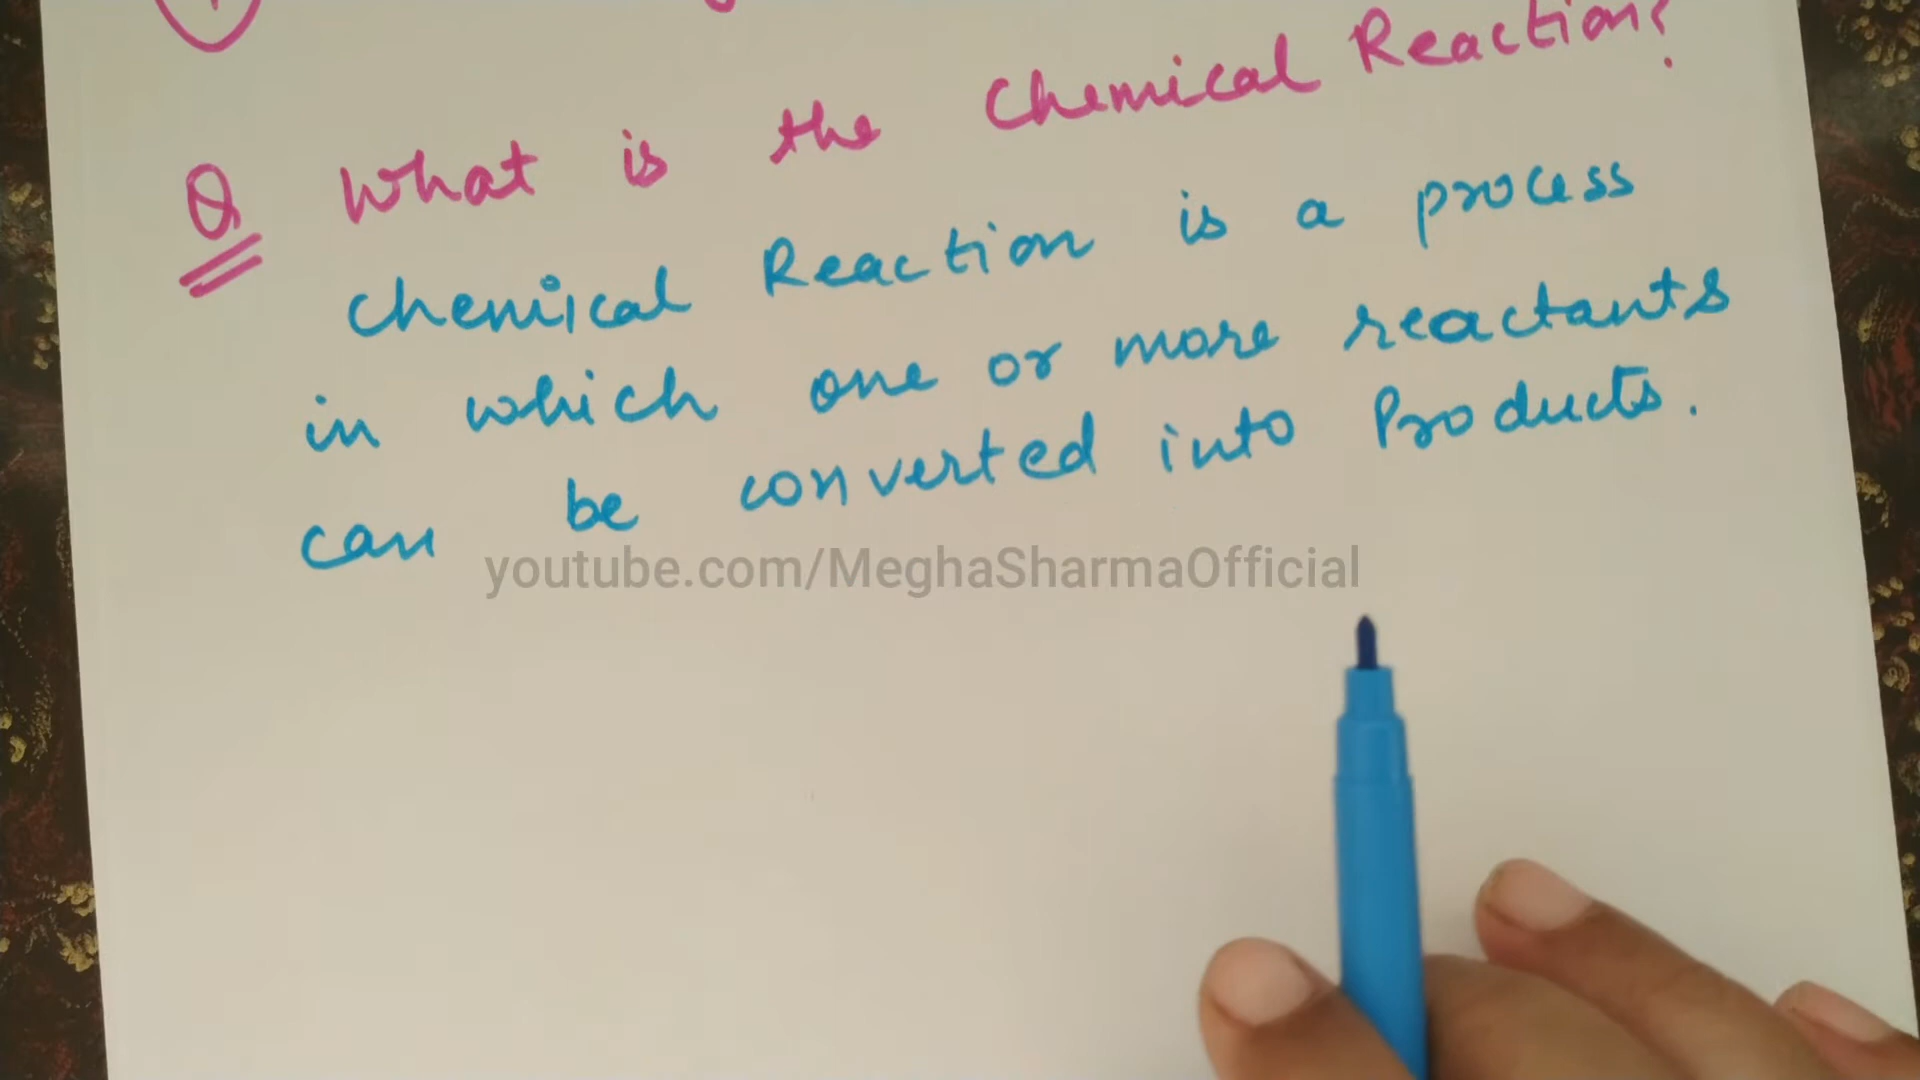 Q What is the Chemical Reaction?
Chemical Reaction is a process
in which one or more reactants
can be converted into Products.
youtube.com/MeghaSharmaOfficial